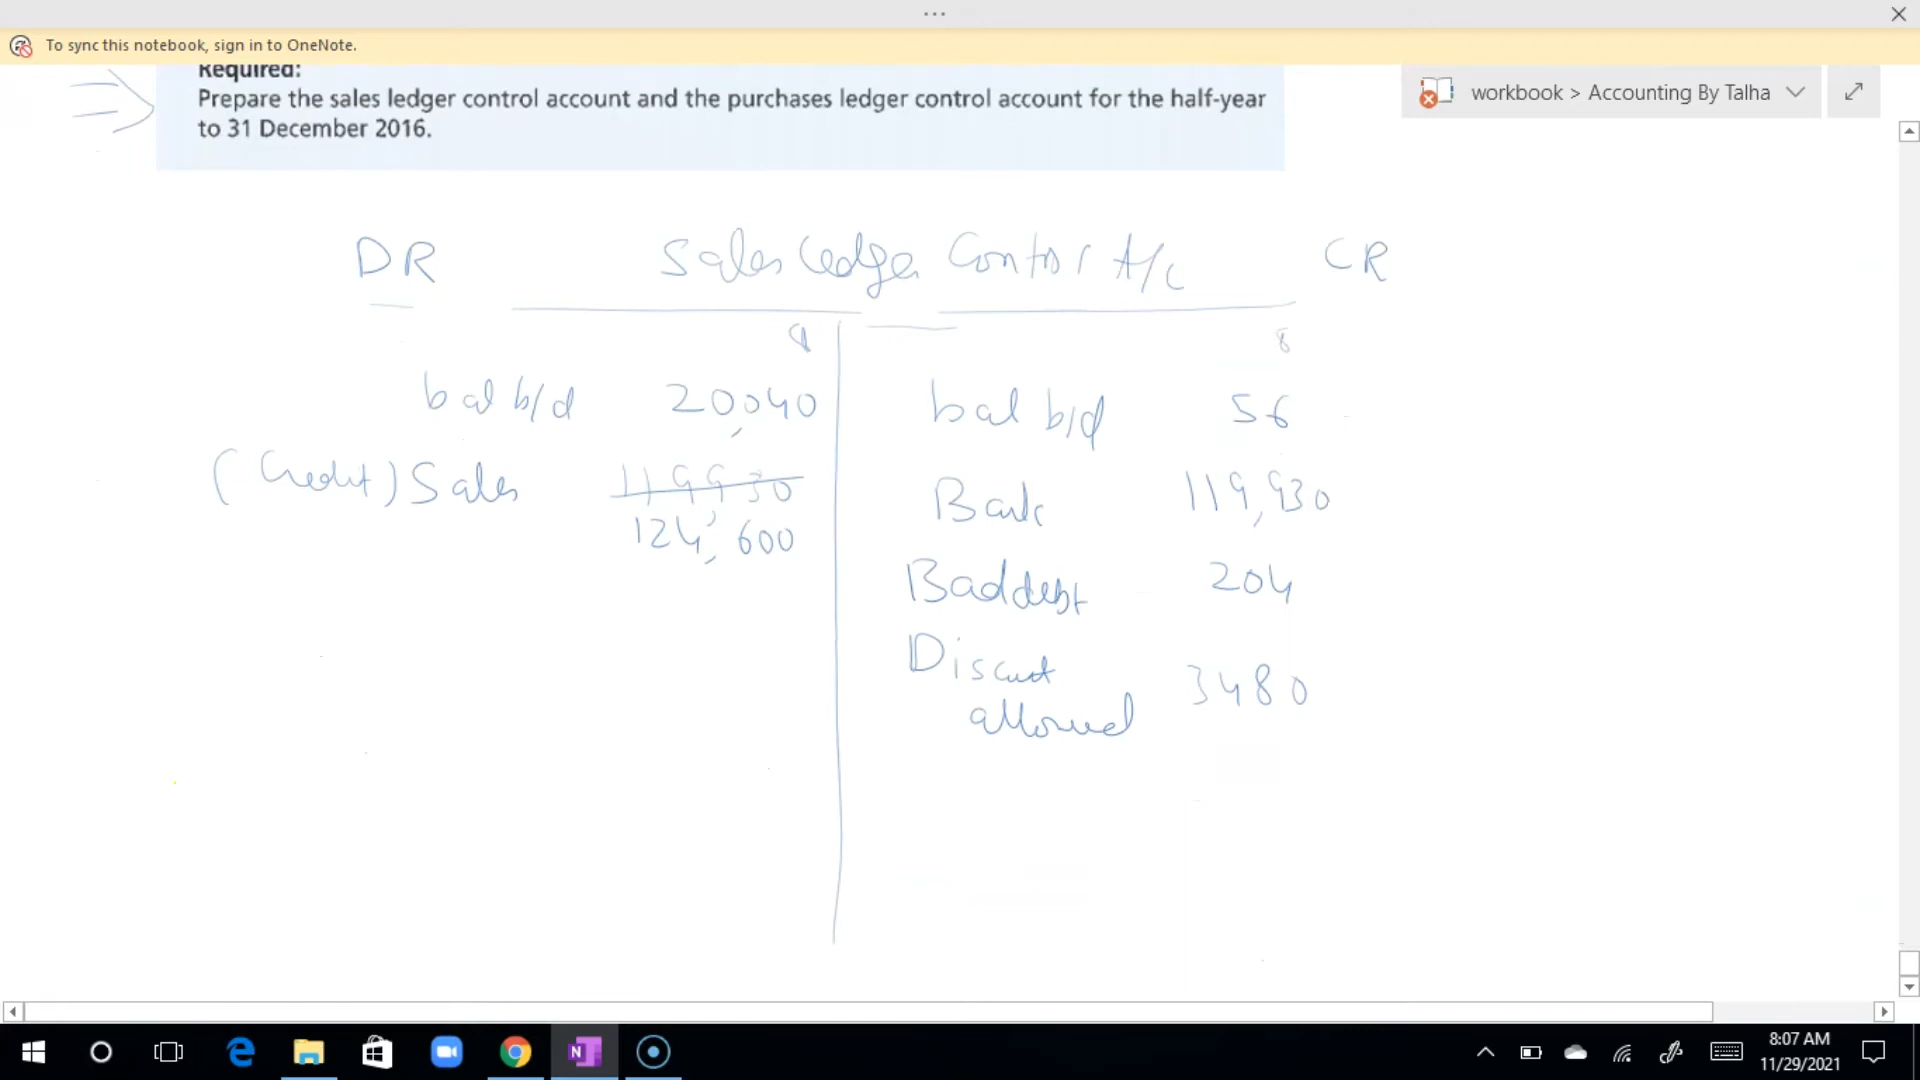 To sync this notebook, sign in to OneNote.
Required:
Prepare the sales ledger control account and the purchases ledger control account for the half-year
to 31 December 2016.
workbook > Accounting By Talha
DR Sales Ledger Control A/c CR
bal b/d 20,040 bal b/d 56
(Credit) Sales 119930 Bank 119,930
124,600
Bad debt 204
Discount 3480
allowed
8:07 AM
11/29/2021